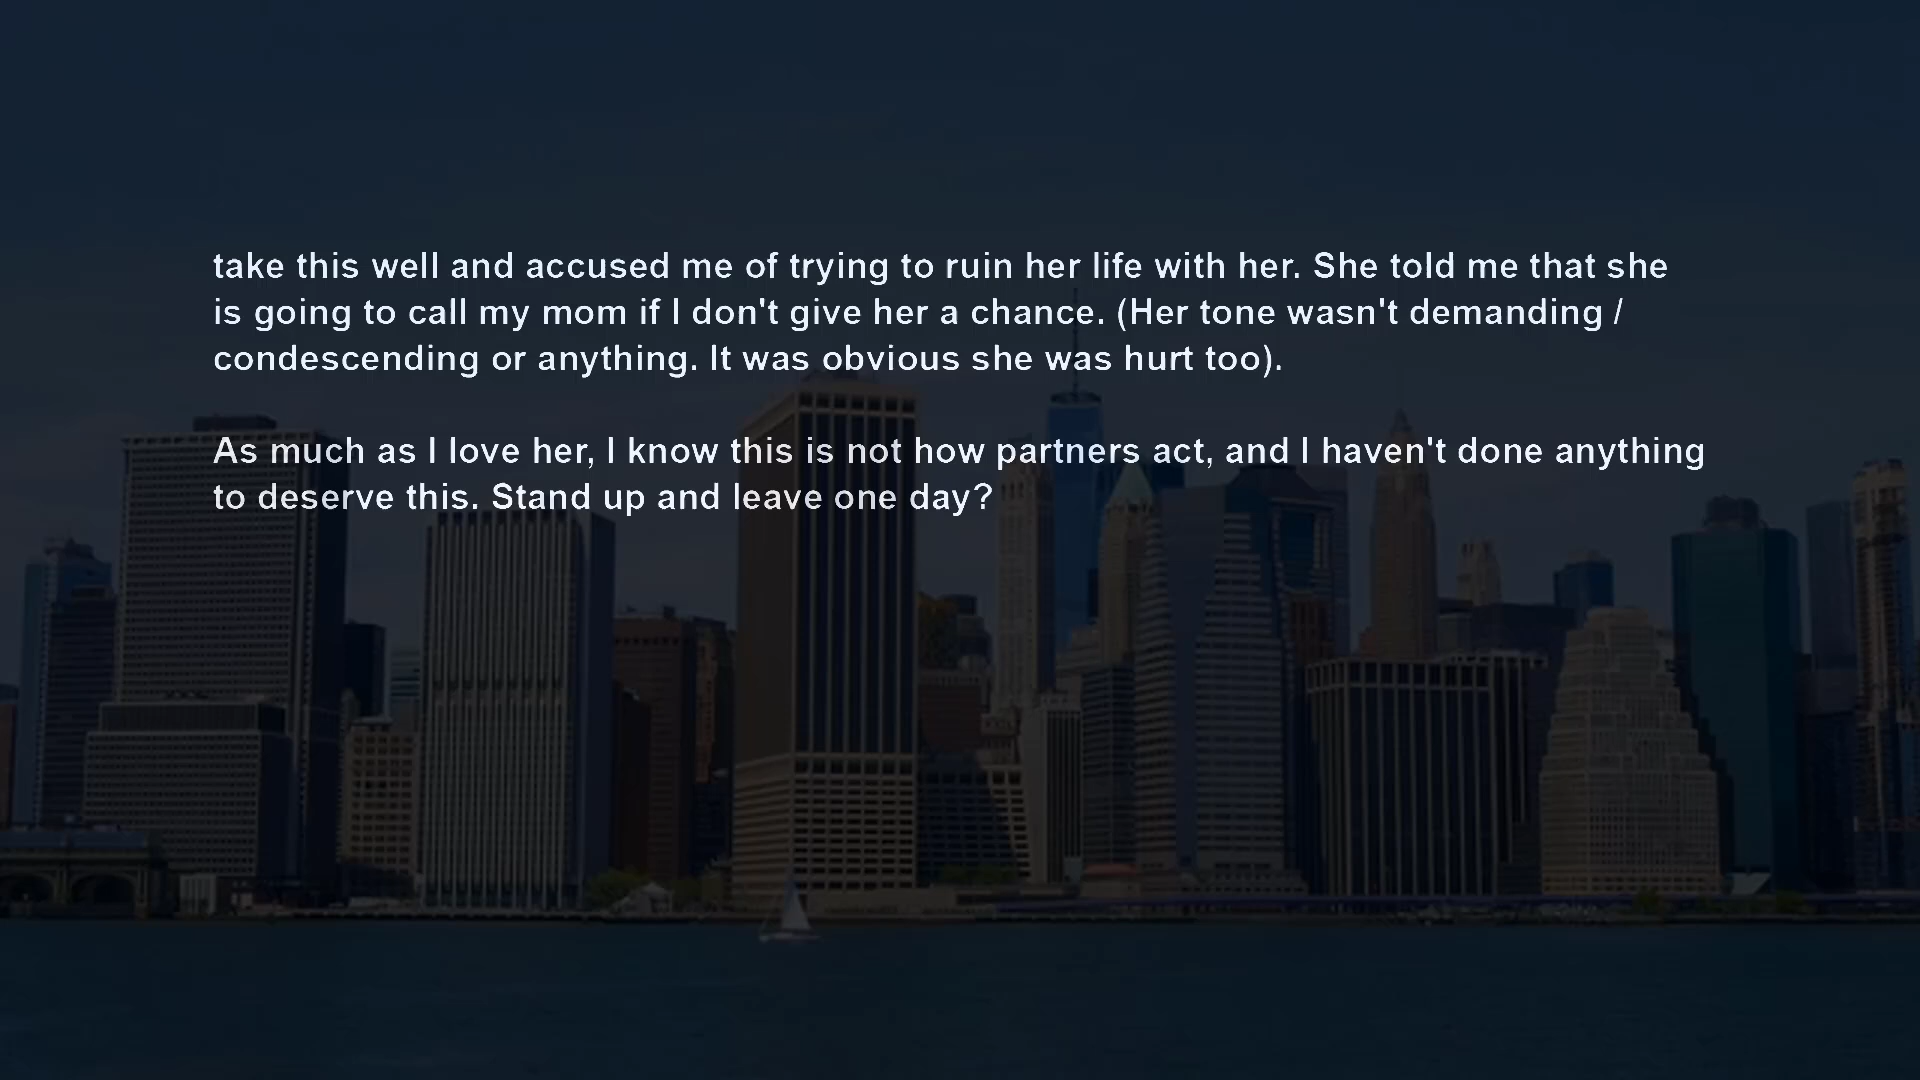 take this well and accused me of trying to ruin her life with her. She told me that she
is going to call my mom if I don't give her a chance. (Her tone wasn't demanding /
condescending or anything. It was obvious she was hurt too).
As much as I love her, I know this is not how partners act, and I haven't done anything
to deserve this. Stand up and leave one day?